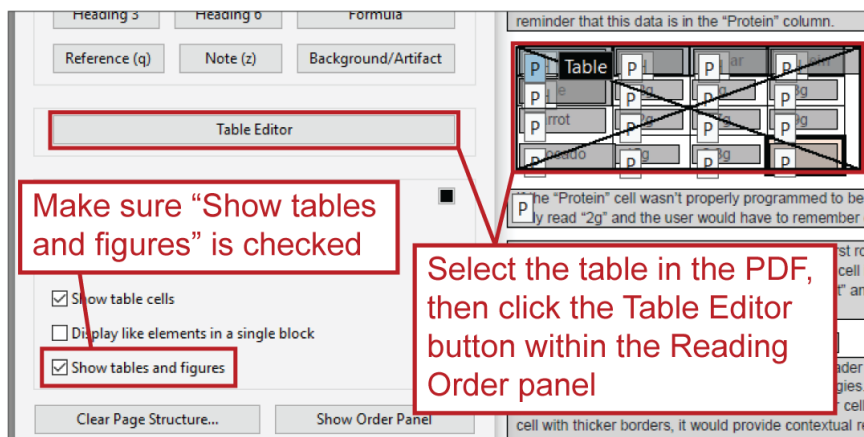 Heading 3
Heading 6
Formula
Reference (q)
Note (z)
Background/Artifact
Table Editor
Make sure “Show tables
and figures” is checked
Show table cells
Display like elements in a single block
Show tables and figures
Clear Page Structure...
Show Order Panel
reminder that this data is in the “Protein” column.
P Table P P P
P P P P
P P P P
P P P P
he “Protein” cell wasn’t properly programmed to be
P ly read “2g” and the user would have to remember
Select the table in the PDF,
then click the Table Editor
button within the Reading
Order panel
cell with thicker borders, it would provide contextual